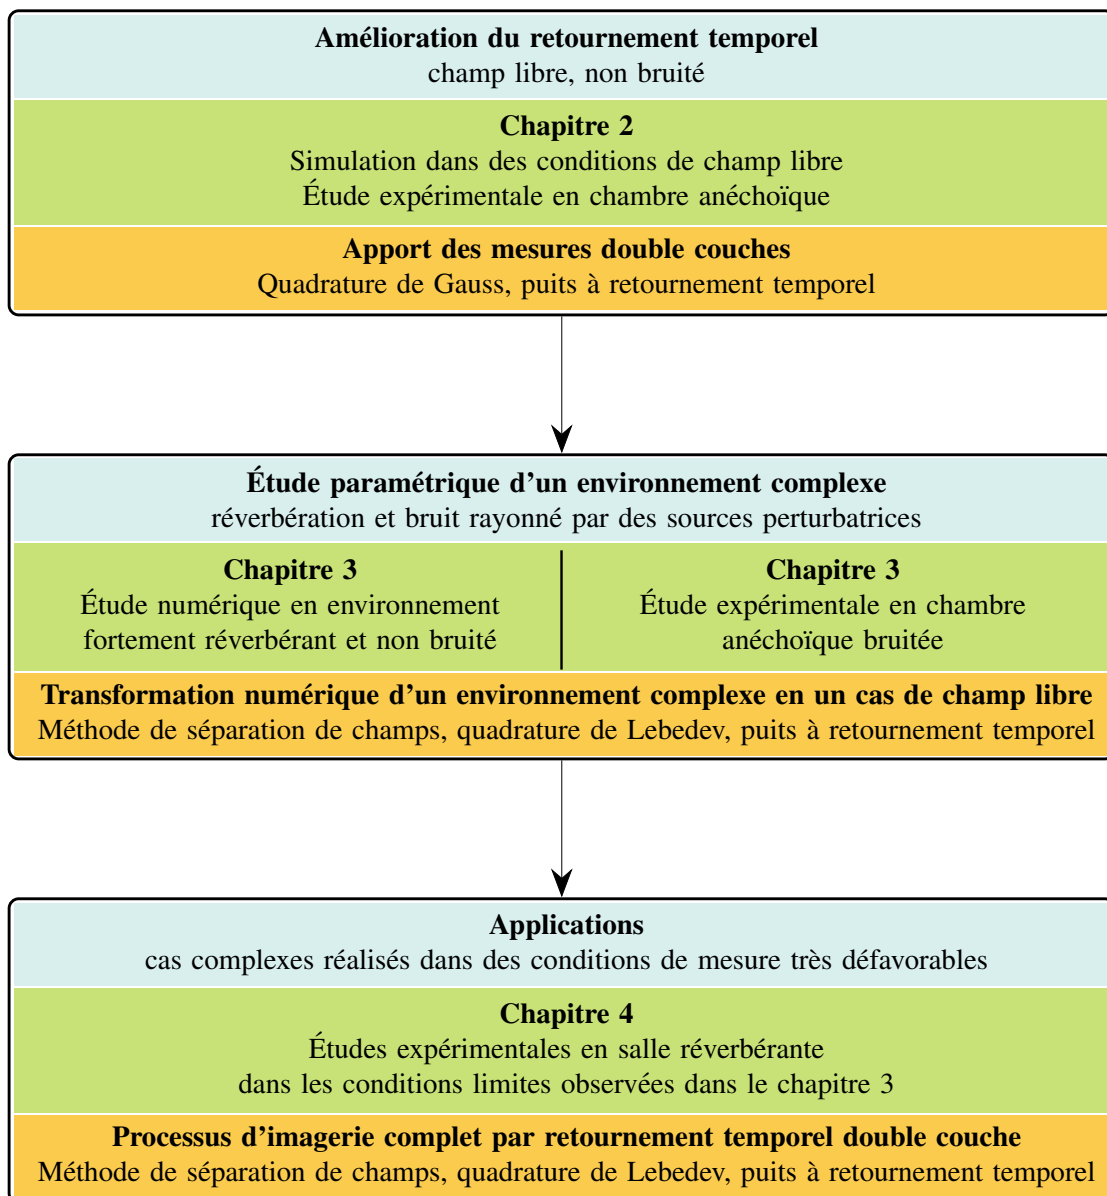 Amélioration du retournement temporel
champ libre, non bruité
Chapitre 2
Simulation dans des conditions de champ libre
Étude expérimentale en chambre anéchoïque
Apport des mesures double couches
Quadrature de Gauss, puits à retournement temporel
Étude paramétrique d'un environnement complexe
réverbération et bruit rayonné par des sources perturbatrices
Chapitre 3
Étude numérique en environnement
fortement réverbérant et non bruité
Chapitre 3
Étude expérimentale en chambre
anéchoïque bruitée
Transformation numérique d'un environnement complexe en un cas de champ libre
Méthode de séparation de champs, quadrature de Lebedev, puits à retournement temporel
Applications
cas complexes réalisés dans des conditions de mesure très défavorables
Chapitre 4
Études expérimentales en salle réverbérante
dans les conditions limites observées dans le chapitre 3
Processus d'imagerie complet par retournement temporel double couche
Méthode de séparation de champs, quadrature de Lebedev, puits à retournement temporel